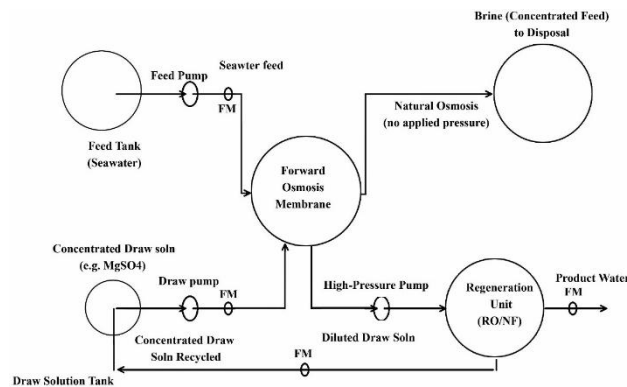 Brine (Concentrated Feed)
to Disposal
Feed Pump
Seawter feed
FM
Natural Osmosis
(no applied pressure)
Feed Tank
(Seawater)
Forward
Osmosis
Membrane
Concentrated Draw soln
(e.g. MgSO4)
Draw pump
FM
High-Pressure Pump
Regeneration
Unit
(RO/NF)
Product Water
FM
Concentrated Draw
Soln Recycled
Diluted Draw Soln
FM
Draw Solution Tank